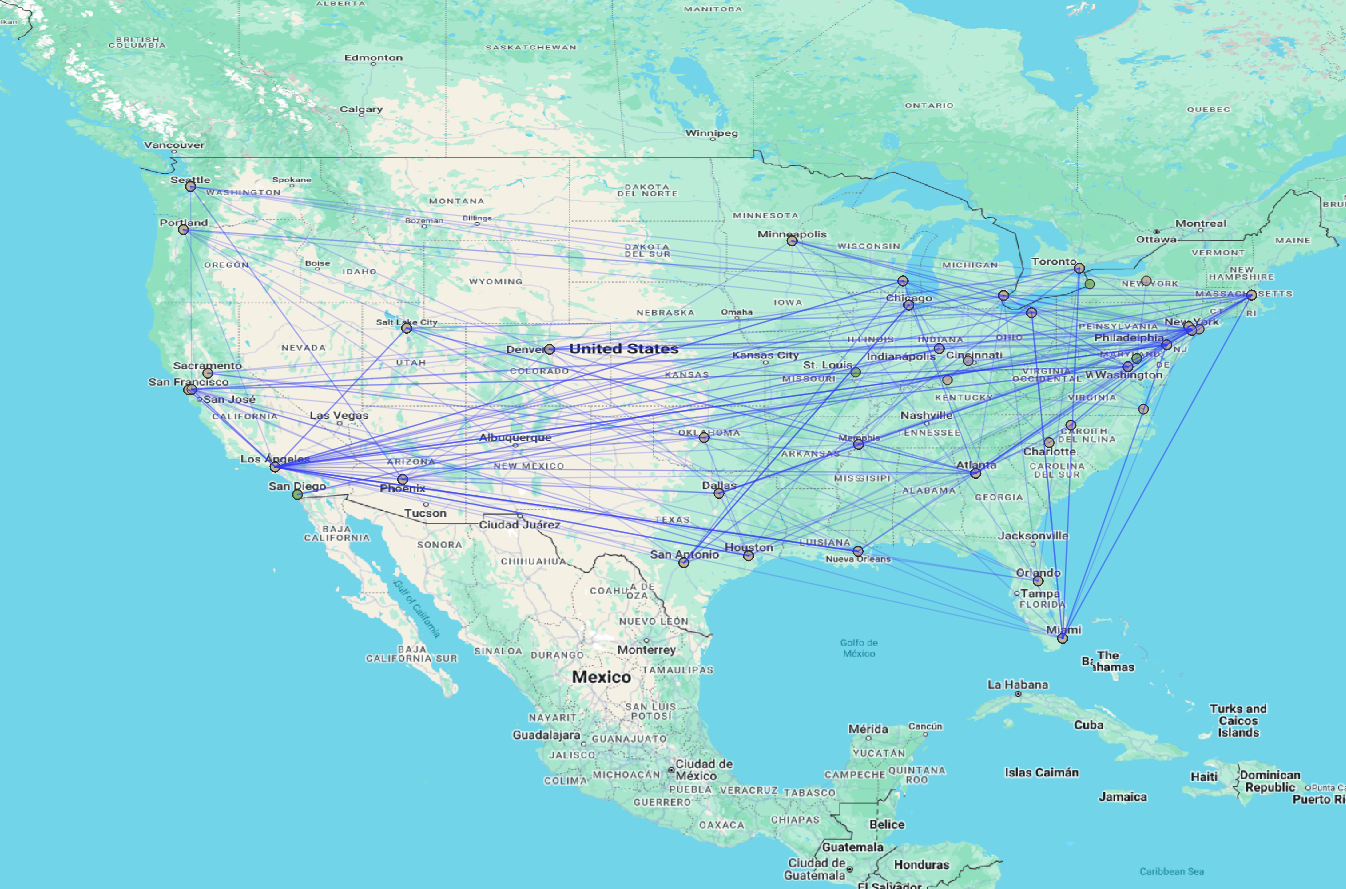 ALBERTA
MANITOBA
BRITISH
COLUMBIA
SASKATCHEWAN
Edmonton
Calgary
ONTARIO
QUEBEC
Winnipeg
Vancouver
Seattle
WASHINGTON
Spokane
MONTANA
DAKOTA
DEL NORTE
MINNESOTA
Portland
Bozeman
Billings
Montreal
Ottawa
BRU
MAINE
Minneapolis
WISCONSIN
DAKOTA
DEL SUR
VERMONT
OREGÓN
Boise
IDAHO
MICHIGAN
Toronto
NEW
HAMPSHIRE
WYOMING
NEW YORK
MASSACHUSETTS
Chicago
IOWA
NEBRASKA
Omaha
CT
RI
Salt Lake City
PENSYLVANIA
New York
NEVADA
Denver
United States
ILLINOIS
INDIANA
OHIO
Philadelphia
NJ
UTAH
COLORADO
Kansas City
Indianápolis
Cincinnati
MARYLAND
DE
Sacramento
San Francisco
KANSAS
St. Louis
MISSOURI
VIRGINIA
OCCIDENTAL
Washington
San José
KENTUCKY
VIRGINIA
CALIFORNIA
Las Vegas
Nashville
TENNESSEE
Albuquerque
OKLAHOMA
Memphis
CAROLINA
DEL NORTE
Charlotte
Los Ángeles
ARIZONA
NEW MEXICO
ARKANSAS
Atlanta
CAROLINA
DEL SUR
San Diego
Phoenix
Dallas
MISSISIPI
ALABAMA
GEORGIA
Tucson
Ciudad Juárez
TEXAS
BAJA
CALIFORNIA
SONORA
LUISIANA
Jacksonville
CHIHUAHUA
San Antonio
Houston
Nueva Orleans
Orlando
Tampa
FLORIDA
COAHUILA DE
Gulf of California
NUEVO LEÓN
Miami
BAJA
CALIFORNIA SUR
SINALOA
DURANGO
Monterrey
Golfo de
México
The
Bahamas
Mexico
TAMAULIPAS
La Habana
SAN LUIS
POTOSÍ
NAYARIT
Cuba
Turks and
Caicos
Islands
Guadalajara
GUANAJUATO
Mérida
Cancún
JALISCO
YUCATÁN
Ciudad de
México
COLIMA
MICHOACÁN
CAMPECHE
QUINTANA
ROO
Islas Caimán
Haiti
Dominican
Republic
PUEBLA
VERACRUZ
TABASCO
Punta Ca
Puerto Ri
Jamaica
GUERRERO
OAXACA
CHIAPAS
Belice
Guatemala
Ciudad de
Guatemala
Honduras
Caribbean Sea
El Salvador